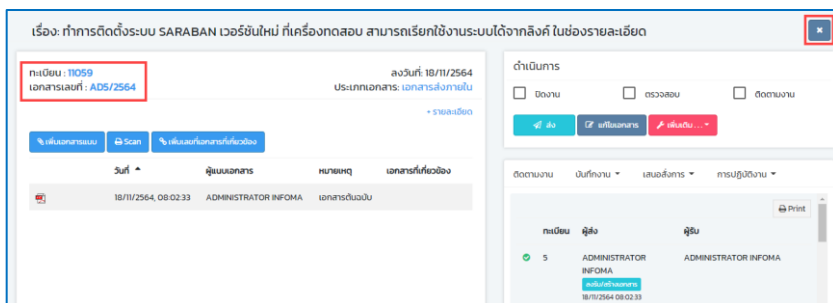 เรื่อง: ทำการติดตั้งระบบ SARABAN เวอร์ชันใหม่ ที่เครื่องทดสอบ สามารถเรียกใช้งานระบบได้จากลิงค์ ในช่องรายละเอียด
×
ทะเบียน : 11059
ลงวันที่: 18/11/2564
เอกสารเลขที่ : AD5/2564
ประเภทเอกสาร: เอกสารส่งภายใน
+ รายละเอียด
เพิ่มเอกสารแนบ
Scan
เพิ่มเลขที่เอกสารที่เกี่ยวข้อง
วันที่
ผู้แนบเอกสาร
หมายเหตุ
เอกสารที่เกี่ยวข้อง
18/11/2564, 08:02:33
ADMINISTRATOR INFOMA
เอกสารต้นฉบับ
ดำเนินการ
ปิดงาน
ตรวจสอบ
ติดตามงาน
ส่ง
แก้ไขเอกสาร
เพิ่มเติม . . .
ติดตามงาน
บันทึกงาน
เสนอสั่งการ
การปฏิบัติงาน
Print
ทะเบียน
ผู้ส่ง
ผู้รับ
5
ADMINISTRATOR INFOMA
ADMINISTRATOR
INFOMA
ลงรับ/สร้างเอกสาร
18/11/2564 08:02:33